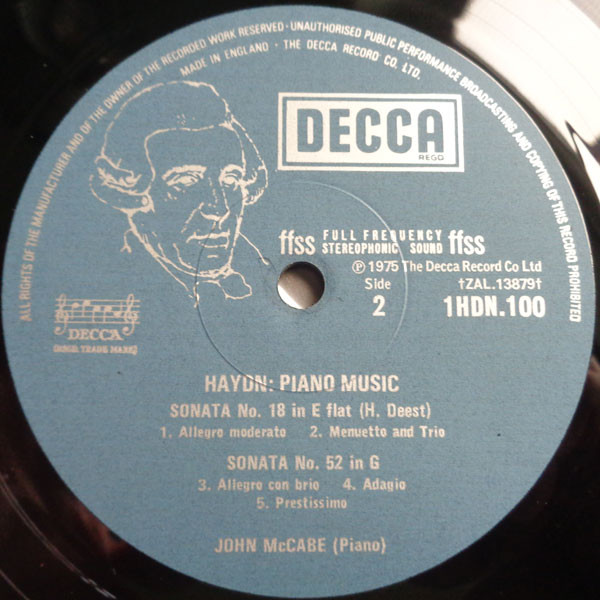 ALL RIGHTS OF THE MANUFACTURER AND OF THE OWNER OF THE RECORDED WORK RESERVED · UNAUTHORISED PUBLIC PERFORMANCE BROADCASTING AND COPYING OF THIS RECORD PROHIBITED
MADE IN ENGLAND · THE DECCA RECORD CO. LTD.
DECCA
REGD
ffss FULL FREQUENCY STEREOPHONIC SOUND ffss
Ⓟ 1975 The Decca Record Co Ltd
Side †ZAL.13879†
2 1HDN.100
DECCA
(REGD. TRADE MARK)
HAYDN: PIANO MUSIC
SONATA No. 18 in E flat (H. Deest)
1. Allegro moderato 2. Menuetto and Trio
SONATA No. 52 in G
3. Allegro con brio 4. Adagio
5. Prestissimo
JOHN McCABE (Piano)